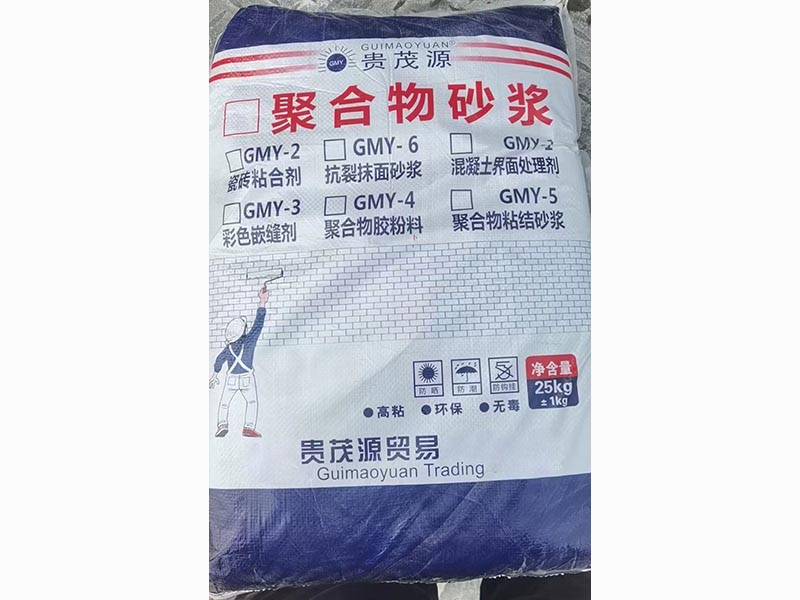 GUIMAOYUAN®
GMY 贵茂源
聚合物砂浆
GMY-2 GMY-6 GMY-2
瓷砖粘合剂 抗裂抹面砂浆 混凝土界面处理剂
GMY-3 GMY-4 GMY-5
彩色嵌缝剂 聚合物胶粉料 聚合物粘结砂浆
防晒 防潮 防钩挂
净含量
25kg
±1kg
●高粘 ●环保 ●无毒
贵茂源贸易
Guimaoyuan Trading